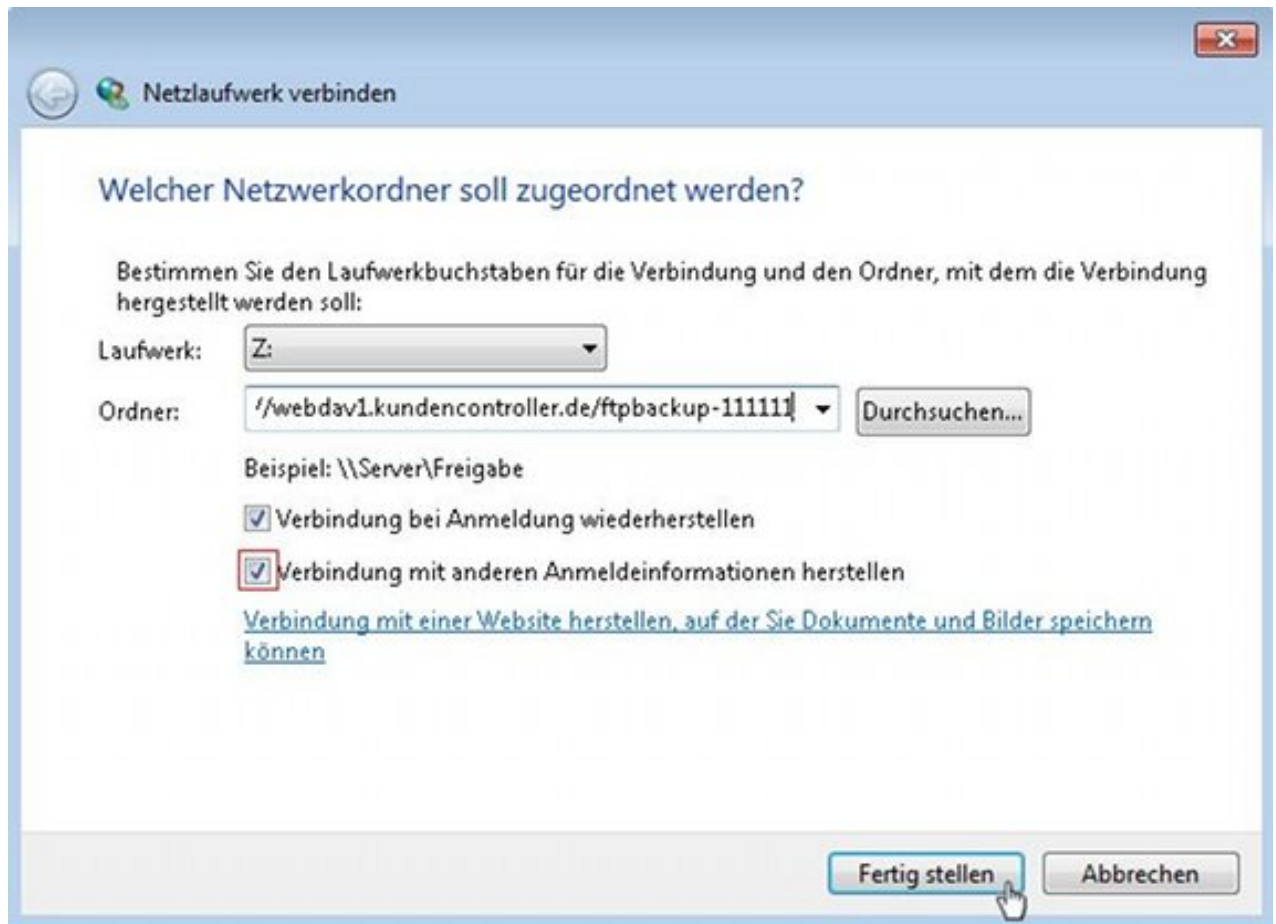 Netzlaufwerk verbinden
Welcher Netzwerkordner soll zugeordnet werden?
Bestimmen Sie den Laufwerkbuchstaben für die Verbindung und den Ordner, mit dem die Verbindung
hergestellt werden soll:
Laufwerk: Z:
Ordner: //webdav1.kundencontroller.de/ftpbackup-111111 Durchsuchen...
Beispiel: \\Server\Freigabe
Verbindung bei Anmeldung wiederherstellen
Verbindung mit anderen Anmeldeinformationen herstellen
Verbindung mit einer Website herstellen, auf der Sie Dokumente und Bilder speichern
können
Fertig stellen Abbrechen